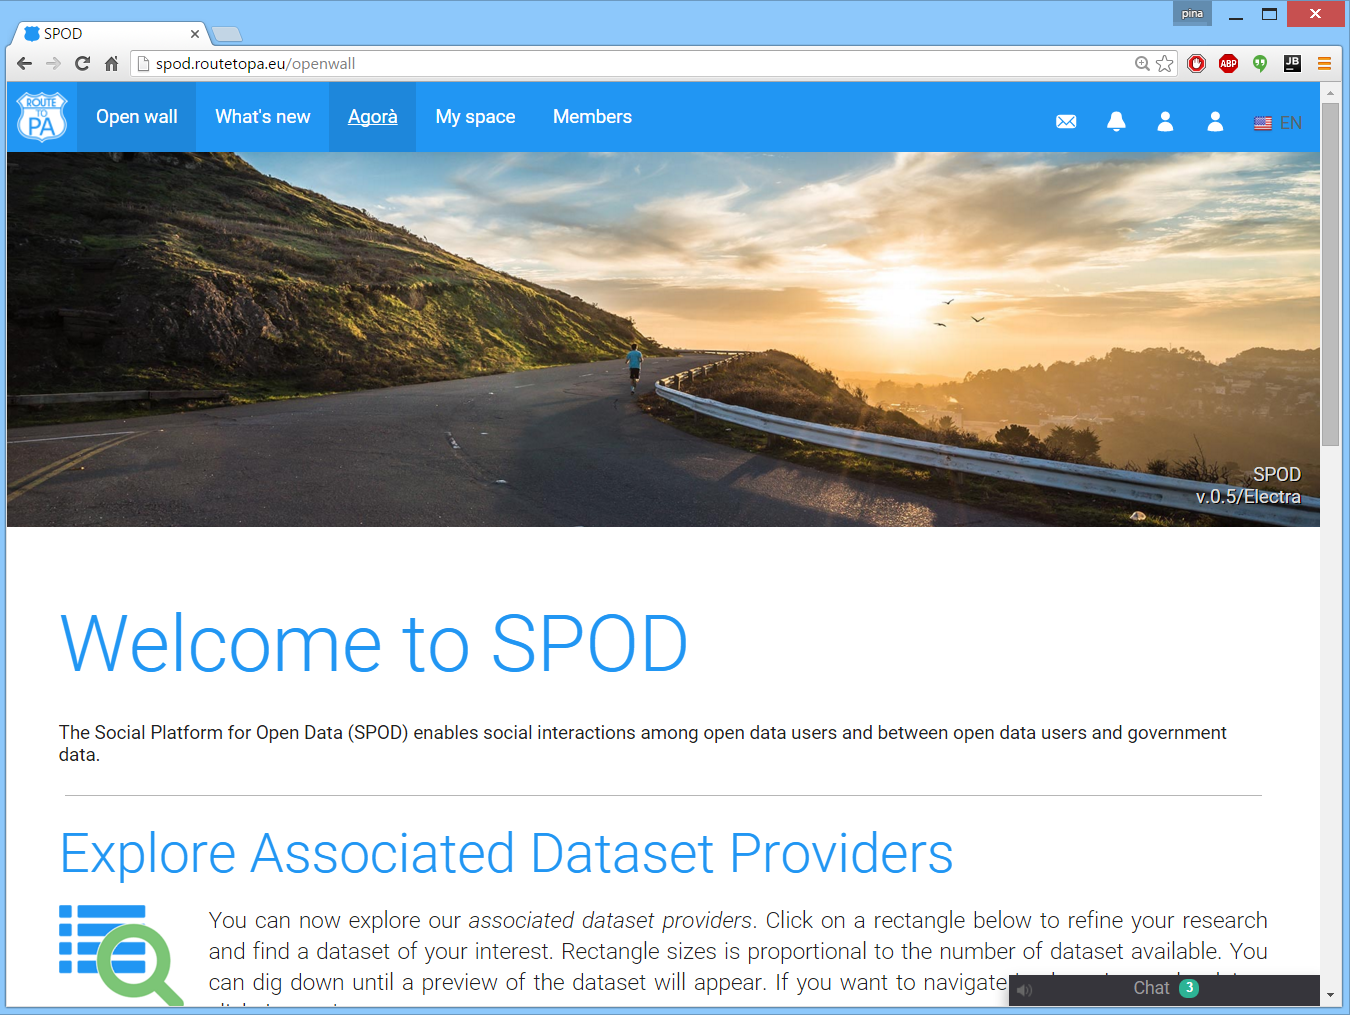 pina
SPOD
spod.routetopa.eu/openwall
ABP
JB
ROUTE
TO
PA
Open wall
What's new
Agorà
My space
Members
EN
SPOD
v.0.5/Electra
Welcome to SPOD
The Social Platform for Open Data (SPOD) enables social interactions among open data users and between open data users and government
data.
Explore Associated Dataset Providers
You can now explore our associated dataset providers. Click on a rectangle below to refine your research
and find a dataset of your interest. Rectangle sizes is proportional to the number of dataset available. You
can dig down until a preview of the dataset will appear. If you want to navigate
Chat 3